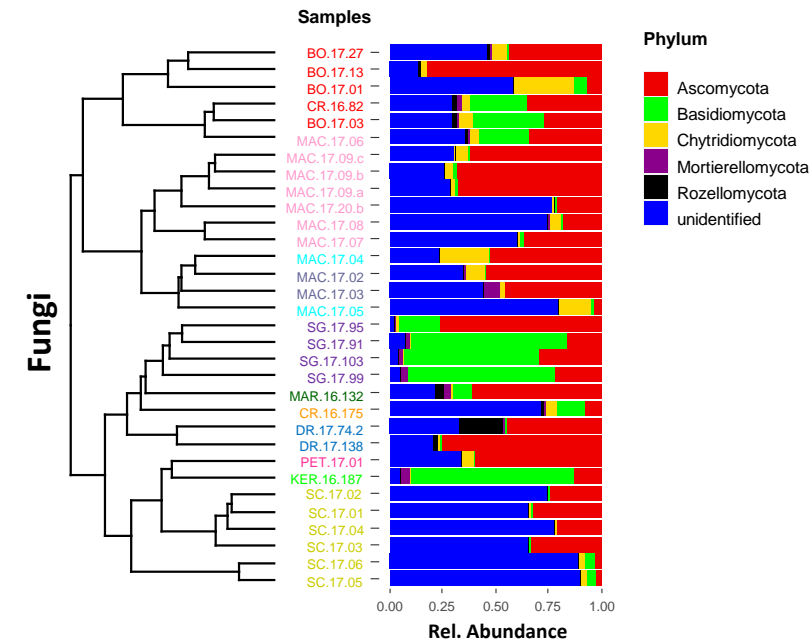 Samples
BO.17.27
BO.17.13
BO.17.01
CR.16.82
BO.17.03
MAC.17.06
MAC.17.09.c
MAC.17.09.b
MAC.17.09.a
MAC.17.20.b
MAC.17.08
MAC.17.07
MAC.17.04
MAC.17.02
MAC.17.03
MAC.17.05
SG.17.95
SG.17.91
SG.17.103
SG.17.99
MAR.16.132
CR.16.175
DR.17.74.2
DR.17.138
PET.17.01
KER.16.187
SC.17.02
SC.17.01
SC.17.04
SC.17.03
SC.17.06
SC.17.05
Fungi
0.00 0.25 0.50 0.75 1.00
Rel. Abundance
Phylum
Ascomycota
Basidiomycota
Chytridiomycota
Mortierellomycota
Rozellomycota
unidentified